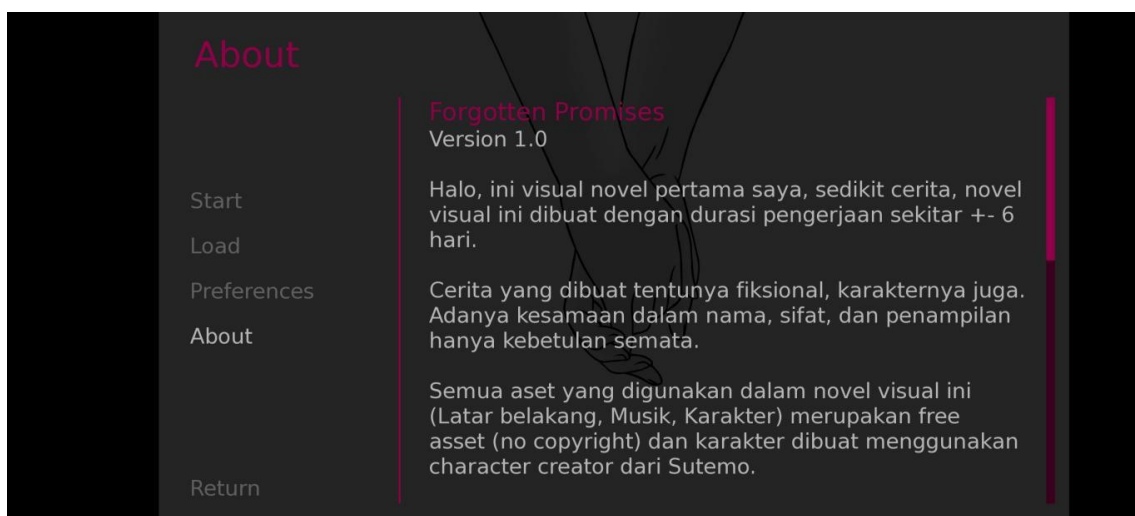 About
Start
Load
Preferences
About
Return
Forgotten Promises
Version 1.0
Halo, ini visual novel pertama saya, sedikit cerita, novel
visual ini dibuat dengan durasi pengerjaan sekitar +- 6
hari.
Cerita yang dibuat tentunya fiksional, karakternya juga.
Adanya kesamaan dalam nama, sifat, dan penampilan
hanya kebetulan semata.
Semua aset yang digunakan dalam novel visual ini
(Latar belakang, Musik, Karakter) merupakan free
asset (no copyright) dan karakter dibuat menggunakan
character creator dari Sutemo.